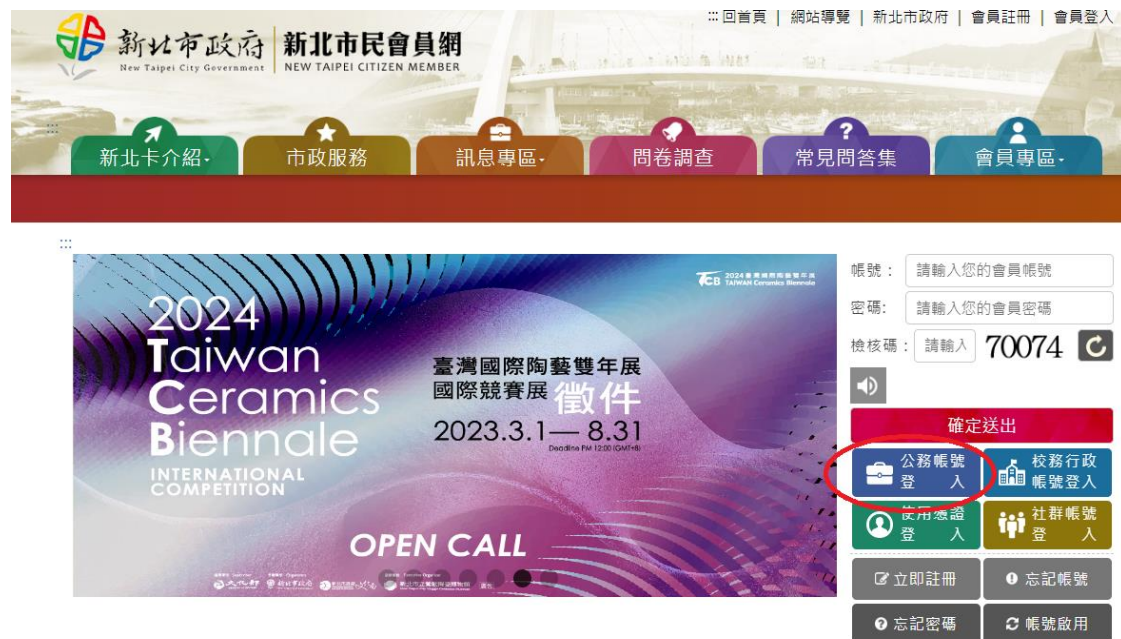 :::回首頁 | 網站導覽 | 新北市政府 | 會員註冊 | 會員登入
新北市政府
New Taipei City Government
新北市民會員網
NEW TAIPEI CITIZEN MEMBER
:::
新北卡介紹
市政服務
訊息專區
問卷調查
常見問答集
會員專區
:::
TCB 2024臺灣國際陶藝雙年展
TAIWAN Ceramics Biennale
2024
Taiwan
Ceramics
Biennale
INTERNATIONAL
COMPETITION
臺灣國際陶藝雙年展
國際競賽展 徵件
2023.3.1— 8.31
Deadline PM 12:00 (GMT+8)
OPEN CALL
帳號： 請輸入您的會員帳號
密碼: 請輸入您的會員密碼
檢核碼： 請輸入 70074
確定送出
公務帳號
登 入
校務行政
帳號登入
使用憑證
登 入
社群帳號
登 入
立即註冊
忘記帳號
忘記密碼
帳號啟用